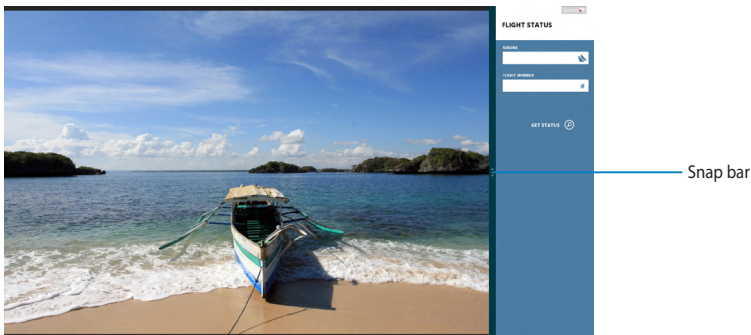 FLIGHT STATUS
AIRLINE
FLIGHT NUMBER
#
GET STATUS
Snap bar